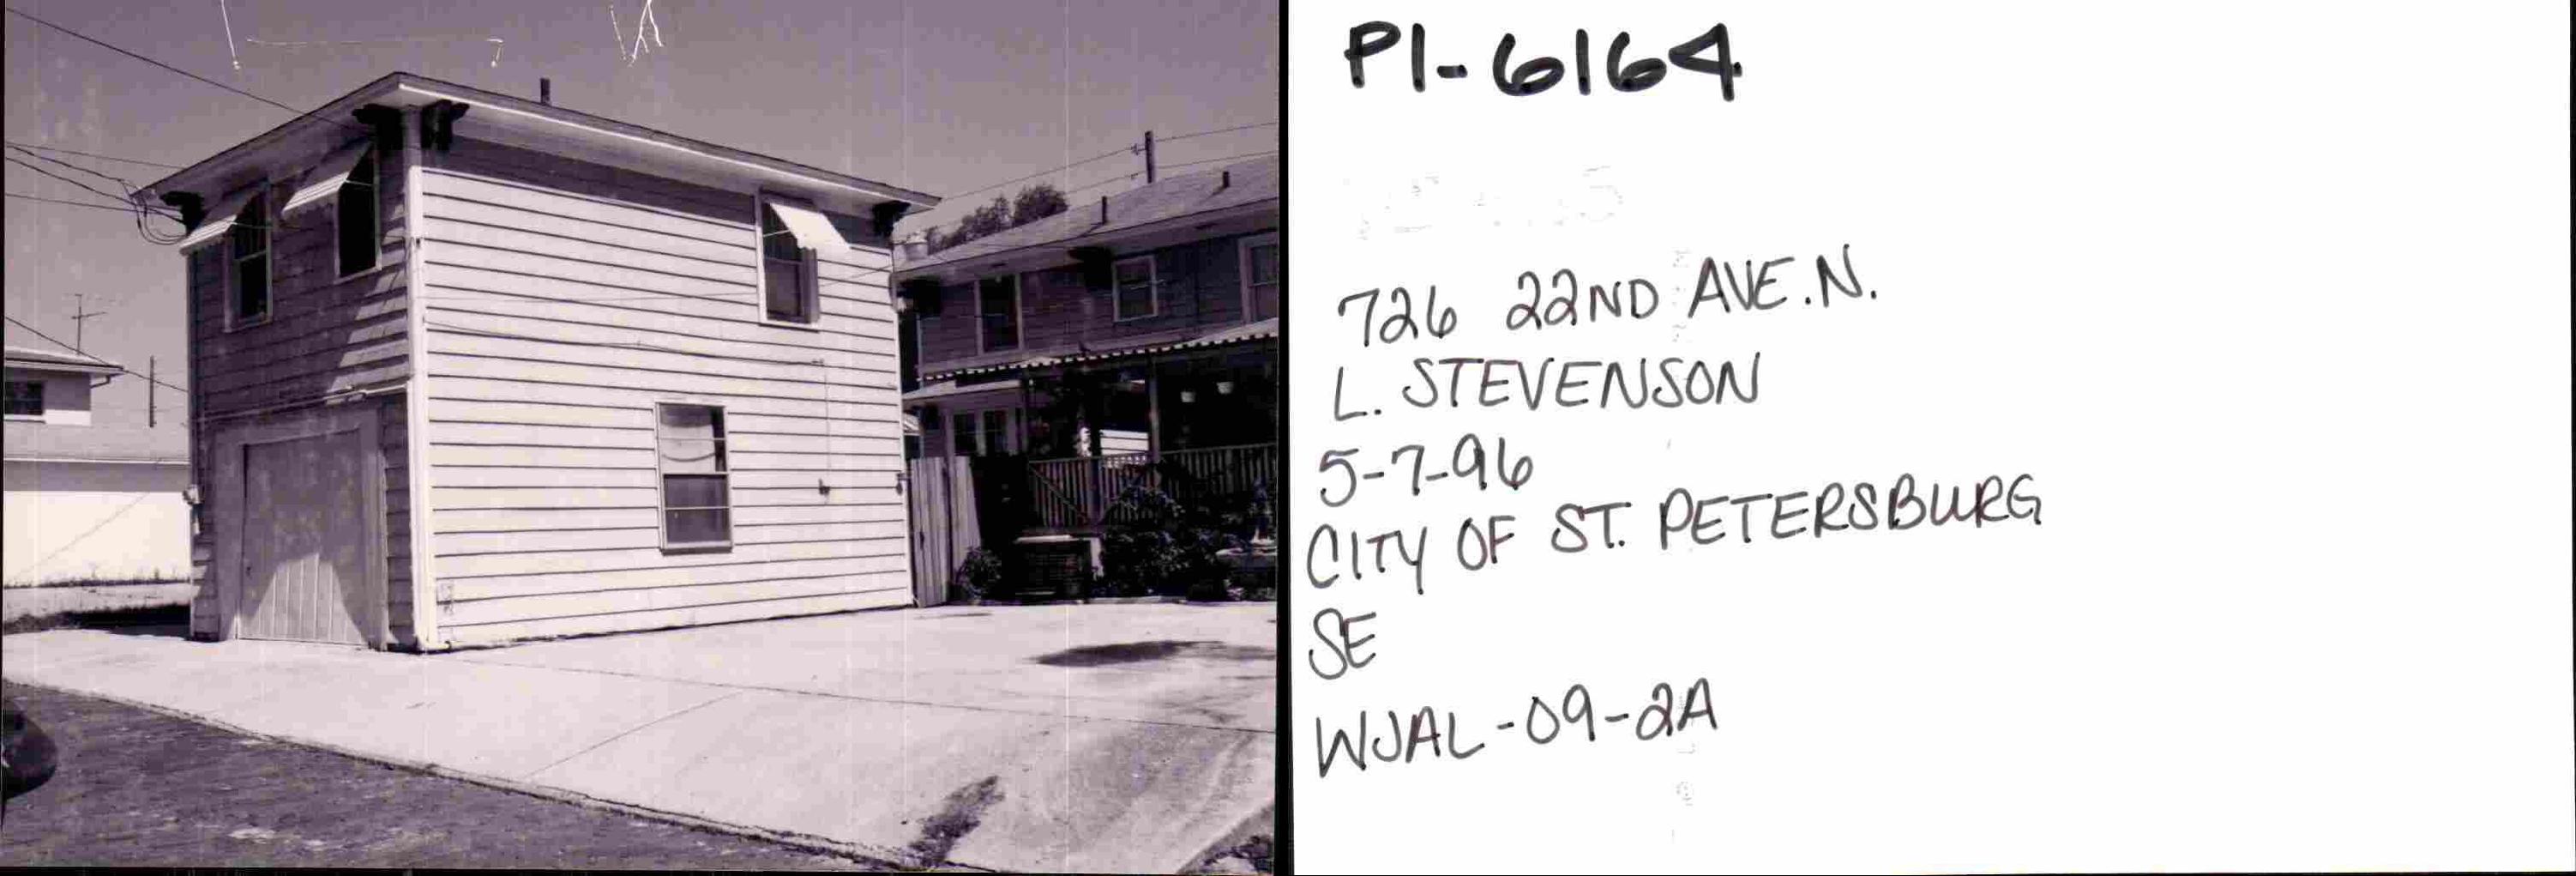 PI-6164
726 22ND AVE.N.
L. STEVENSON
5-7-96
CITY OF ST. PETERSBURG
SE
WJAL-09-2A